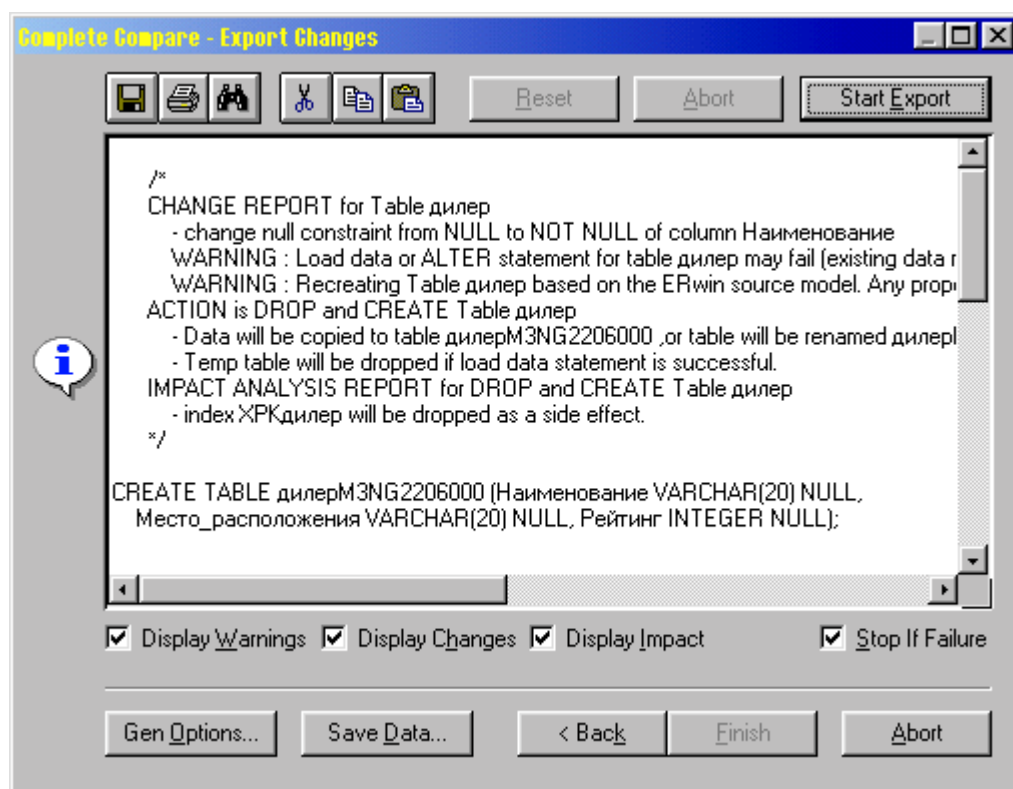 Complete Compare - Export Changes
Reset Abort Start Export
/*
CHANGE REPORT for Table дилер
- change null constraint from NULL to NOT NULL of column Наименование
WARNING : Load data or ALTER statement for table дилер may fail (existing data
WARNING : Recreating Table дилер based on the ERwin source model. Any
ACTION is DROP and CREATE Table дилер
- Data will be copied to table дилерM3NG2206000 ,or table will be renamed
- Temp table will be dropped if load data statement is successful.
IMPACT ANALYSIS REPORT for DROP and CREATE Table дилер
- index XPKдилер will be dropped as a side effect.
*/
CREATE TABLE дилерM3NG2206000 (Наименование VARCHAR(20) NULL,
Место_расположения VARCHAR(20) NULL, Рейтинг INTEGER NULL);
Display Warnings Display Changes Display Impact Stop If Failure
Gen Options... Save Data... < Back Finish Abort